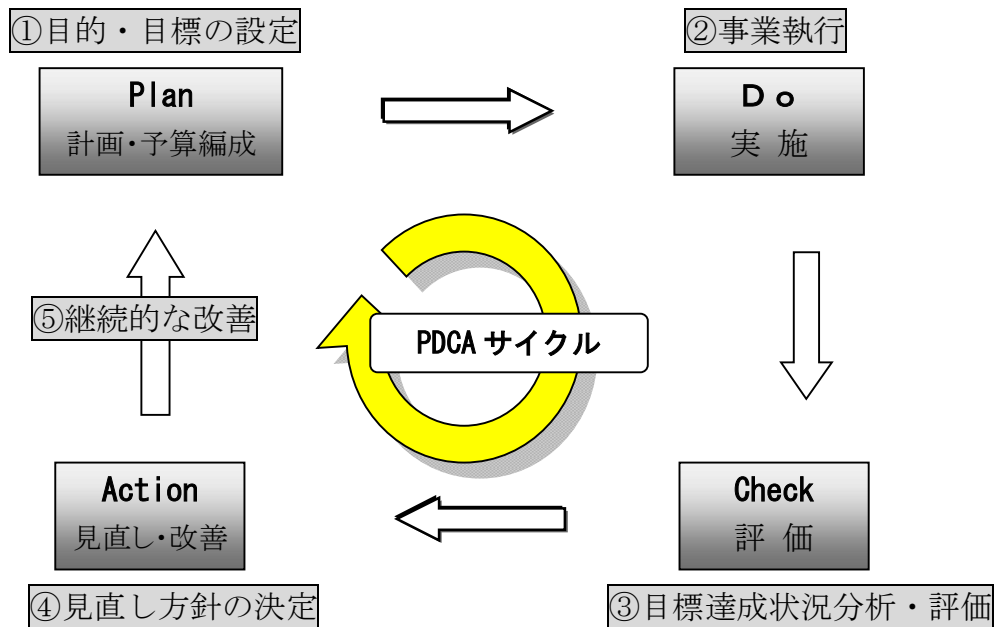 ①目的・目標の設定
Plan
計画・予算編成
②事業執行
Ｄｏ
実 施
⑤継続的な改善
PDCA サイクル
Action
見直し・改善
④見直し方針の決定
Check
評 価
③目標達成状況分析・評価